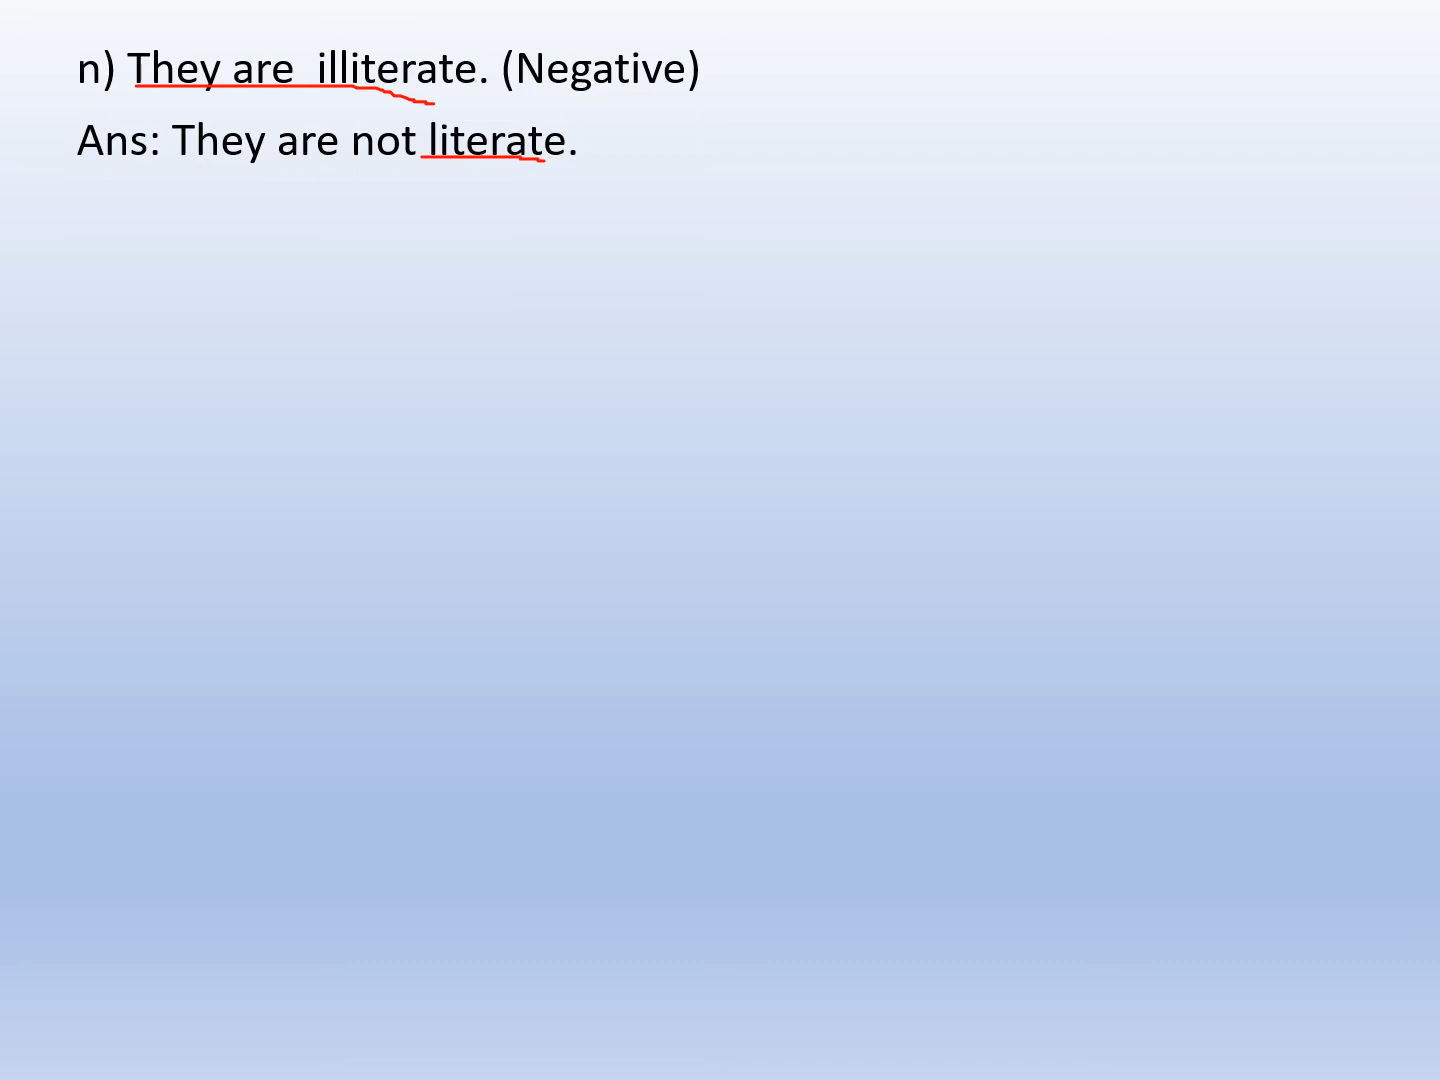 n) They are  illiterate. (Negative)
Ans: They are not literate.